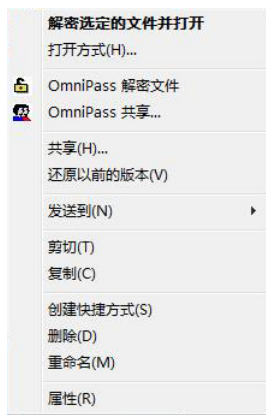 解密选定的文件并打开
打开方式(H)...
OmniPass 解密文件
OmniPass 共享...
共享(H)...
还原以前的版本(V)
发送到(N)
剪切(T)
复制(C)
创建快捷方式(S)
删除(D)
重命名(M)
属性(R)